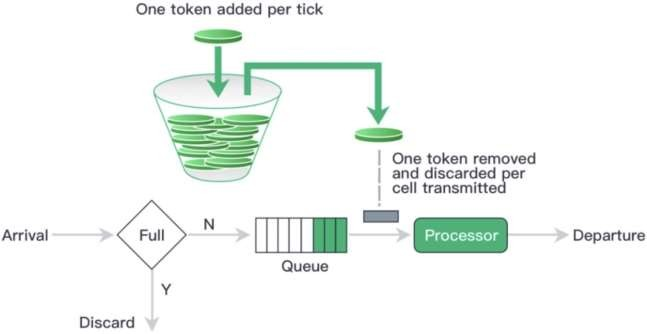 One token added per tick
One token removed
and discarded per
cell transmitted
Arrival
Full
N
Processor
Departure
Queue
Y
Discard